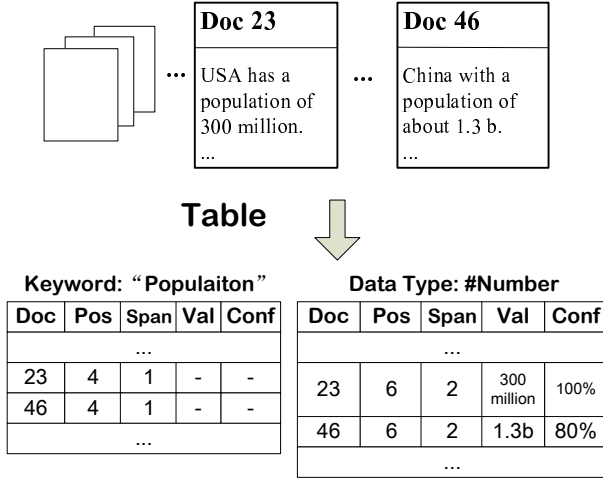 Doc 23
USA has a
population of
300 million.
...
...
Doc 46
China with a
population of
about 1.3 b.
...
...
Table
Keyword: “Populaiton”
Doc Pos Span Val Conf
...
23 4 1 - -
46 4 1 - -
...
Data Type: #Number
Doc Pos Span Val Conf
...
23 6 2 300 million 100%
46 6 2 1.3b 80%
...